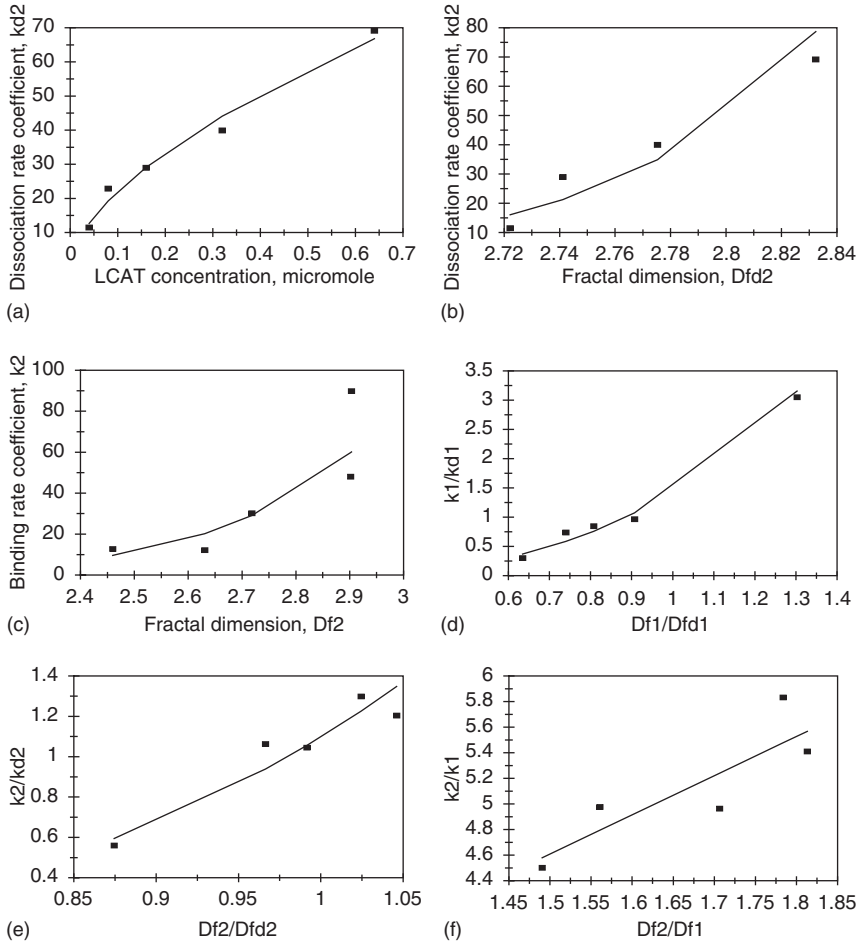 Dissociation rate coefficient, kd2
70
60
50
40
30
20
10
0 0.1 0.2 0.3 0.4 0.5 0.6 0.7
LCAT concentration, micromole
(a)
Dissociation rate coefficient, kd2
80
70
60
50
40
30
20
10
2.72 2.74 2.76 2.78 2.8 2.82 2.84
Fractal dimension, Dfd2
(b)
Binding rate coefficient, k2
100
80
60
40
20
0
2.4 2.5 2.6 2.7 2.8 2.9 3
Fractal dimension, Df2
(c)
k1/kd1
3.5
3
2.5
2
1.5
1
0.5
0
0.6 0.7 0.8 0.9 1 1.1 1.2 1.3 1.4
Df1/Dfd1
(d)
k2/kd2
1.4
1.2
1
0.8
0.6
0.4
0.85 0.9 0.95 1 1.05
Df2/Dfd2
(e)
k2/k1
6
5.8
5.6
5.4
5.2
5
4.8
4.6
4.4
1.45 1.5 1.55 1.6 1.65 1.7 1.75 1.8 1.85
Df2/Df1
(f)